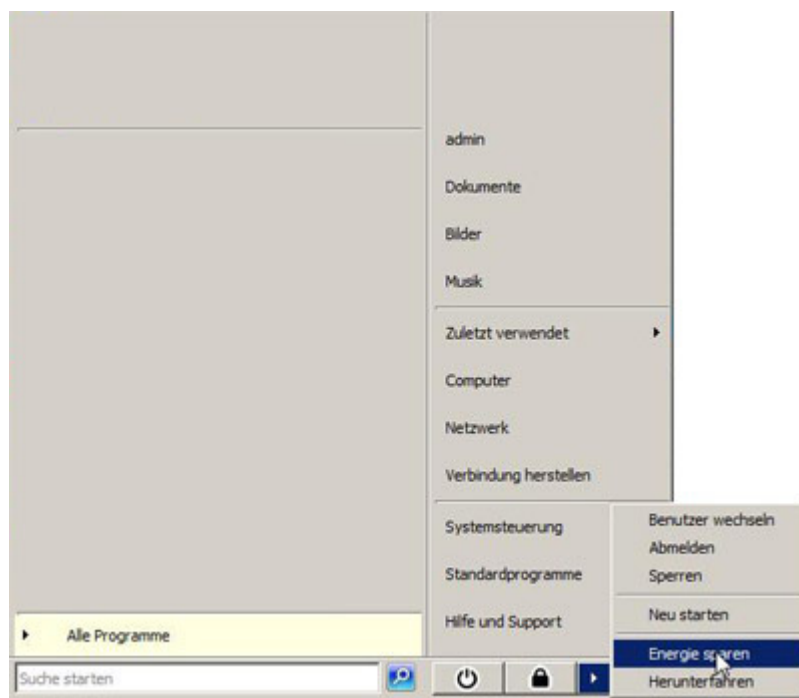 admin
Dokumente
Bilder
Musik
Zuletzt verwendet
Computer
Netzwerk
Verbindung herstellen
Systemsteuerung
Standardprogramme
Hilfe und Support
Alle Programme
Suche starten
Benutzer wechseln
Abmelden
Sperren
Neu starten
Energie sparen
Herunterfahren